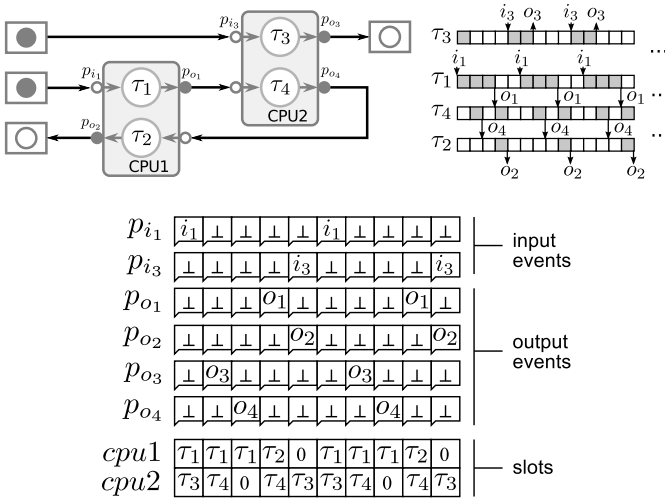 p_{i_3} p_{o_3}
τ_3
p_{i_1} τ_1 p_{o_1} τ_4 p_{o_4}
CPU2
p_{o_2} τ_2
CPU1
i_3 o_3 i_3 o_3
τ_3 ...
i_1 i_1 i_1
τ_1 ...
o_1 o_1 o_1
τ_4 ...
o_4 o_4 o_4
τ_2 ...
o_2 o_2 o_2
p_{i_1} i_1 ⊥ ⊥ ⊥ ⊥ i_1 ⊥ ⊥ ⊥ ⊥
p_{i_3} ⊥ ⊥ ⊥ ⊥ i_3 ⊥ ⊥ ⊥ ⊥ i_3
input
events
p_{o_1} ⊥ ⊥ ⊥ o_1 ⊥ ⊥ ⊥ ⊥ o_1 ⊥
p_{o_2} ⊥ ⊥ ⊥ ⊥ o_2 ⊥ ⊥ ⊥ ⊥ o_2
p_{o_3} ⊥ o_3 ⊥ ⊥ ⊥ ⊥ o_3 ⊥ ⊥ ⊥
p_{o_4} ⊥ ⊥ o_4 ⊥ ⊥ ⊥ ⊥ o_4 ⊥ ⊥
output
events
cpu1 τ_1 τ_1 τ_1 τ_2 0 τ_1 τ_1 τ_1 τ_2 0
cpu2 τ_3 τ_4 0 τ_4 τ_3 τ_3 τ_4 0 τ_4 τ_3
slots